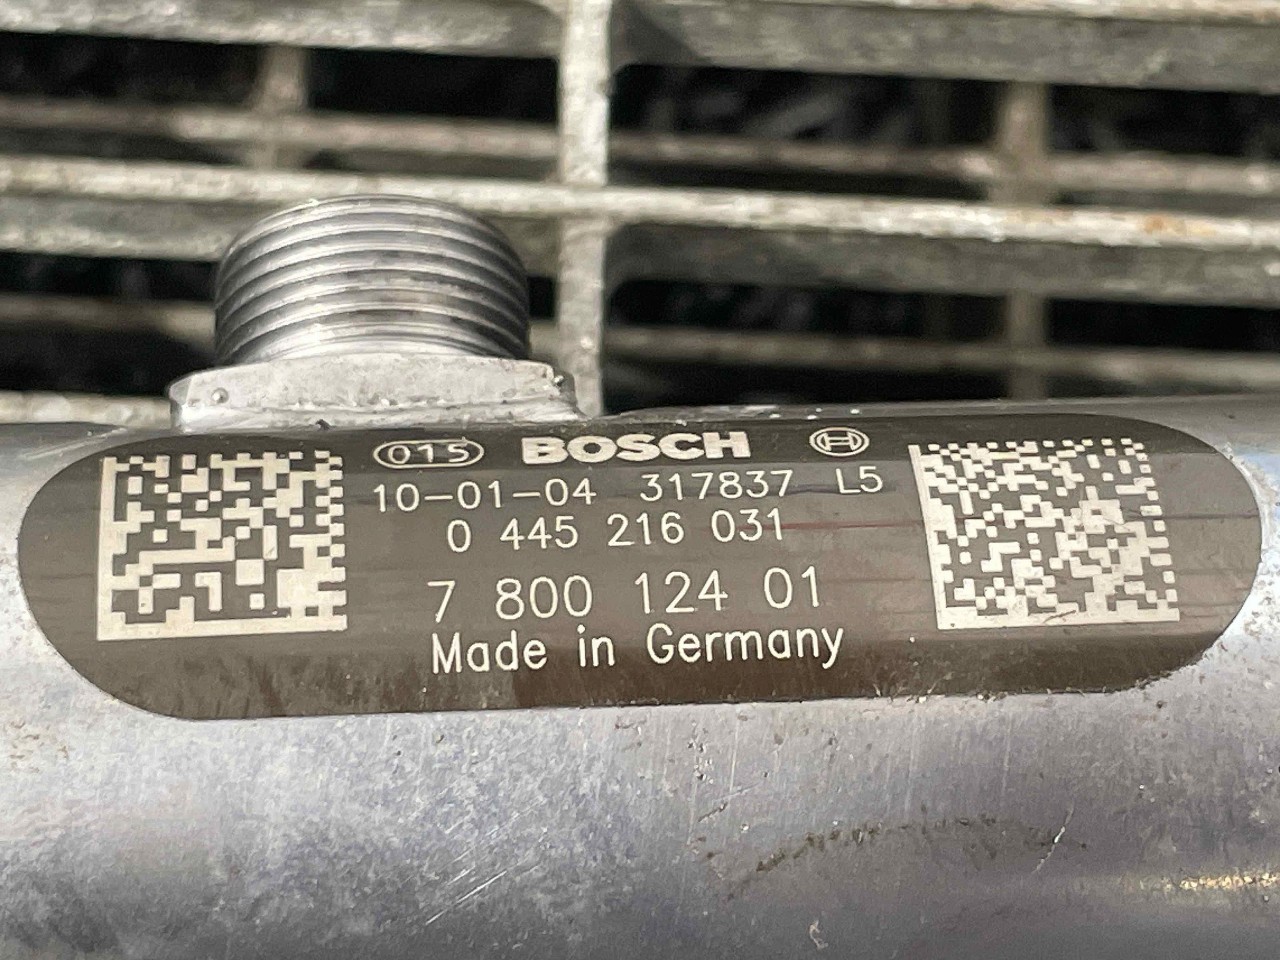 015 BOSCH
10-01-04 317837 L5
0 445 216 031
7 800 124 01
Made in Germany